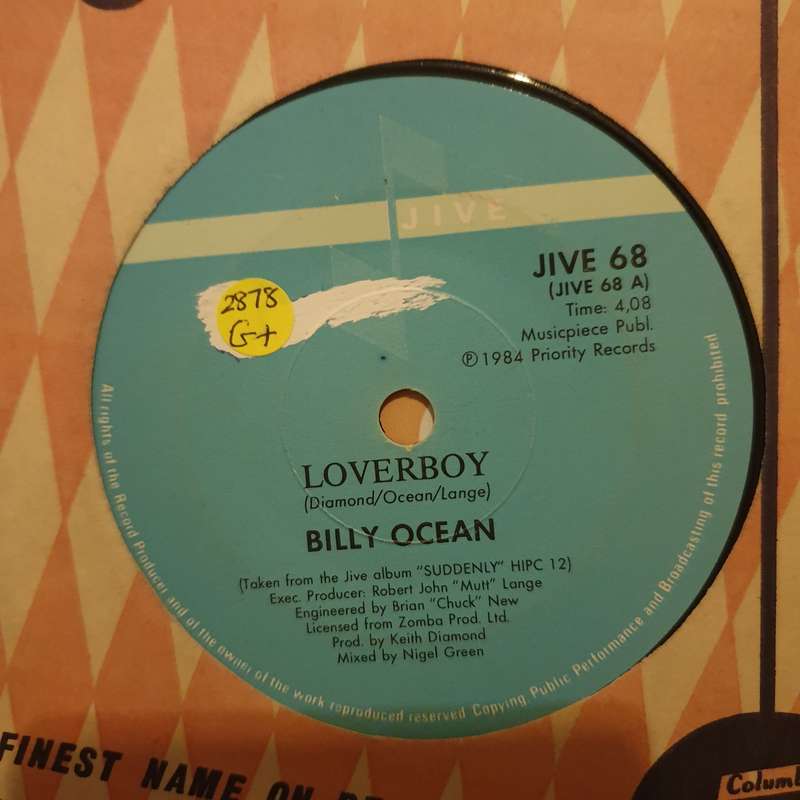 JIVE
JIVE 68
(JIVE 68 A)
Time: 4,08
Musicpiece Publ.
℗ 1984 Priority Records
2878
G+
LOVERBOY
(Diamond/Ocean/Lange)
BILLY OCEAN
(Taken from the Jive album "SUDDENLY" HIPC 12)
Exec. Producer: Robert John "Mutt" Lange
Engineered by Brian "Chuck" New
Licensed from Zomba Prod. Ltd.
Prod. by Keith Diamond
Mixed by Nigel Green
All rights of the Record Producer and of the owner of the work reproduced reserved Copying Public Performance and Broadcasting of this record prohibited
FINEST NAME ON
Columb